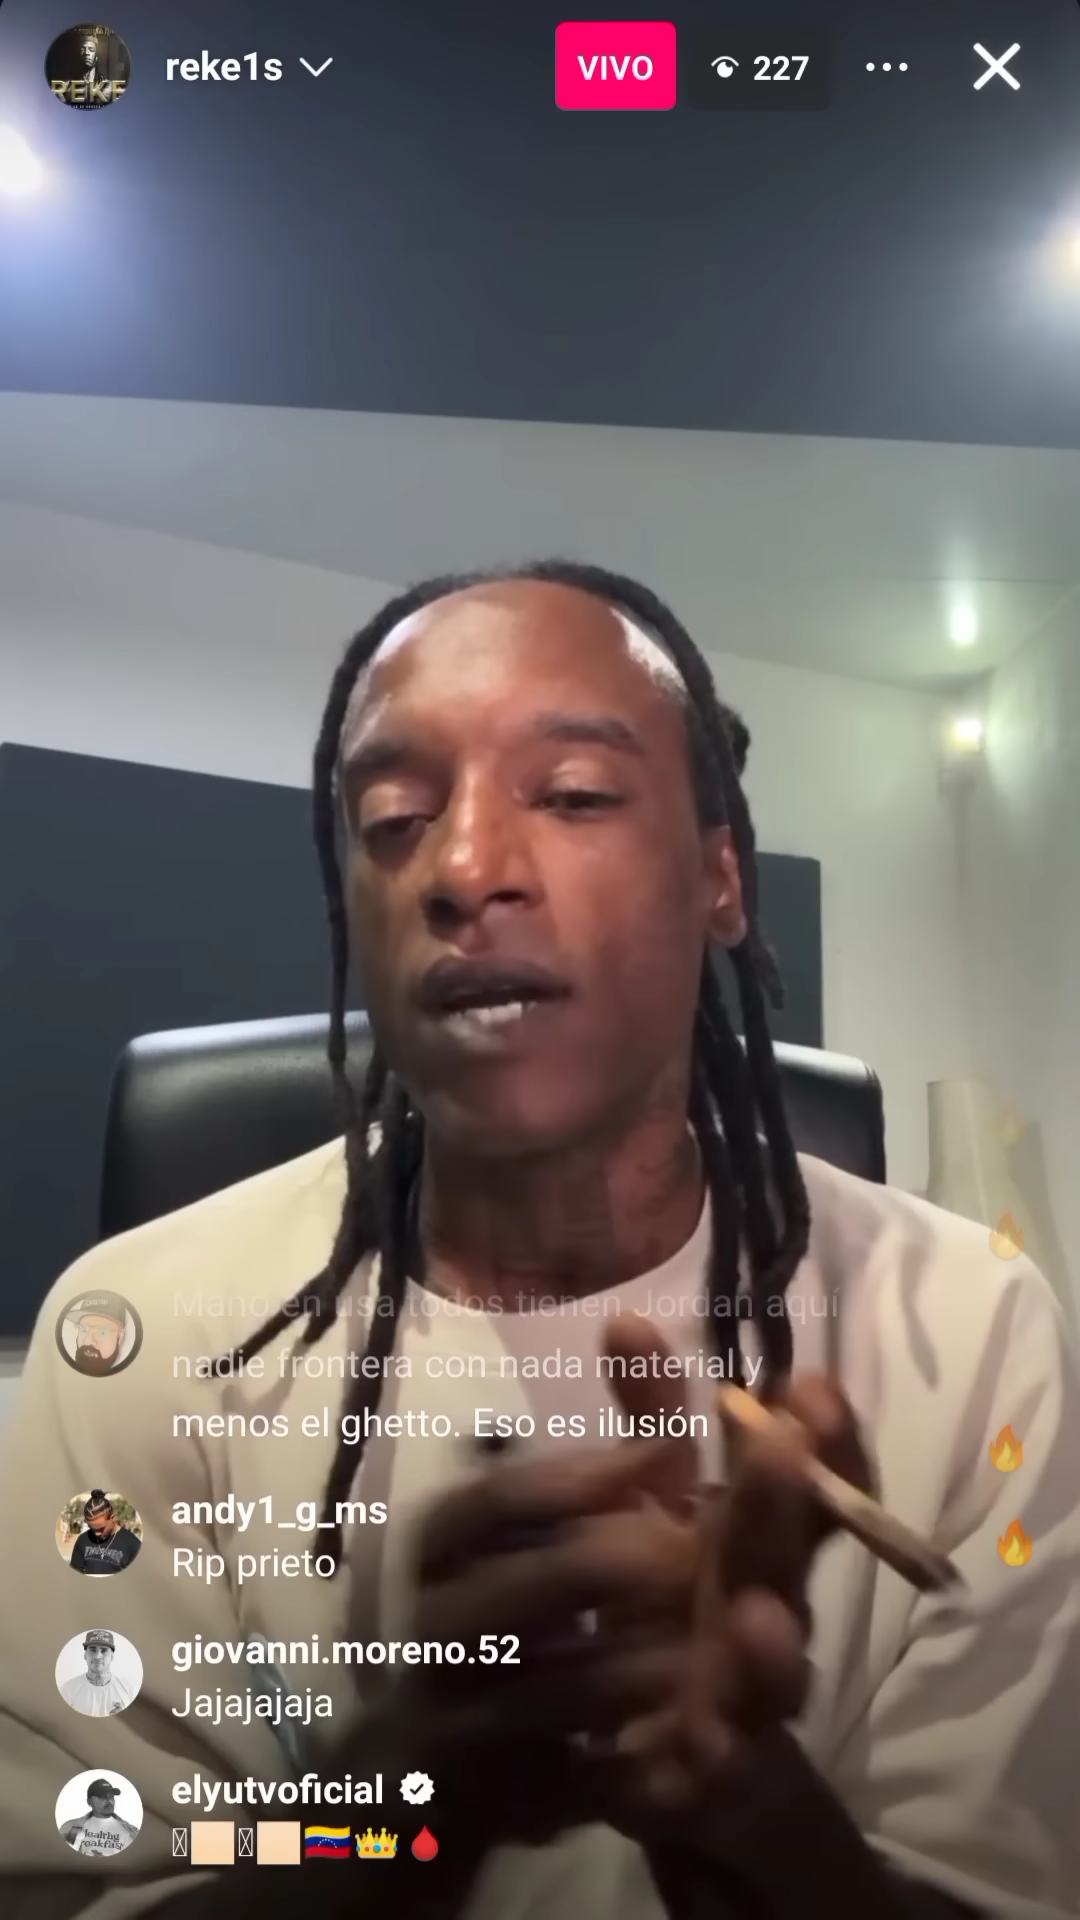 reke1s
VIVO
227
REKE
Mano en usa todos tienen Jordan aquí
nadie frontera con nada material y
menos el ghetto. Eso es ilusión
andy1_g_ms
Rip prieto
giovanni.moreno.52
Jajajajaja
elyutvoficial
🇻🇪👑🩸